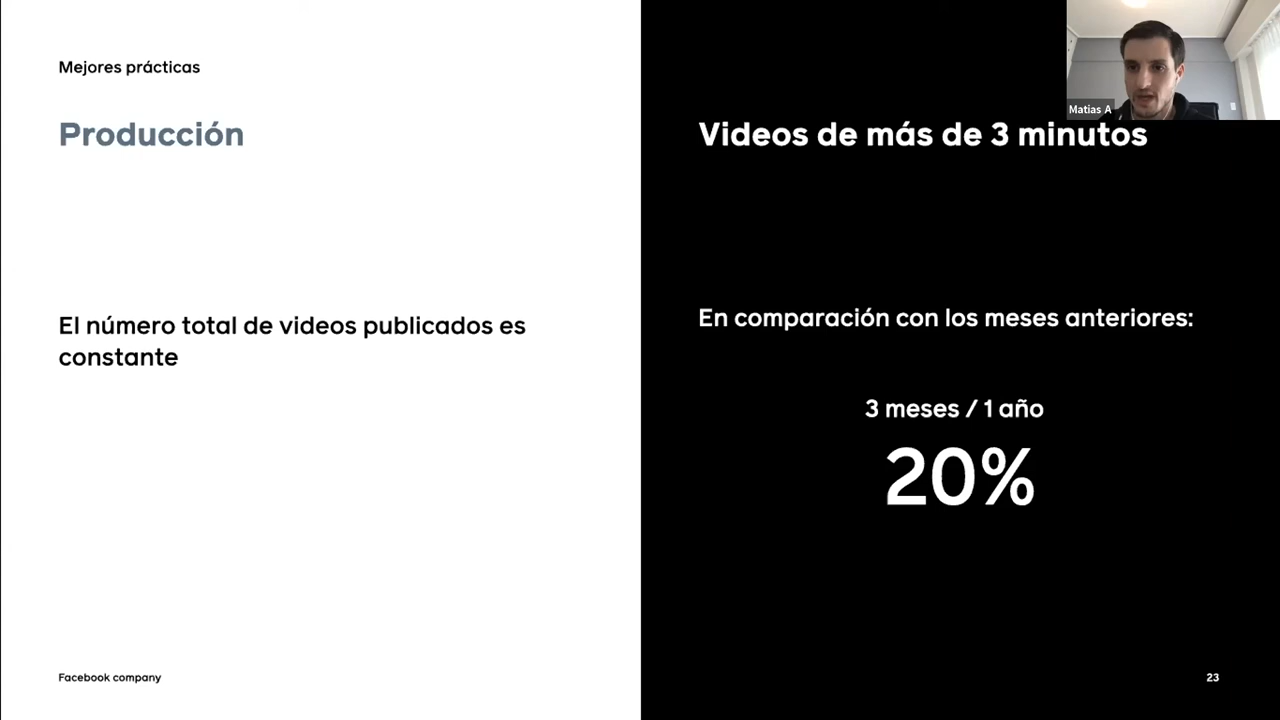 Mejores prácticas
Producción
El número total de videos publicados es
constante
Facebook company
Matias A
Videos de más de 3 minutos
En comparación con los meses anteriores:
3 meses / 1 año
20%
23